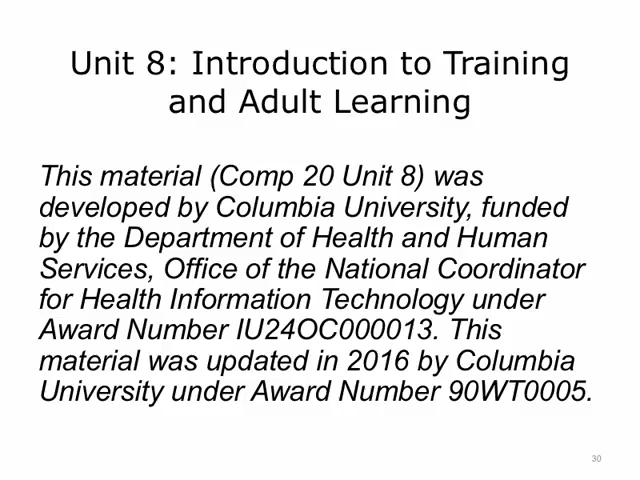 Unit 8: Introduction to Training
and Adult Learning
This material (Comp 20 Unit 8) was
developed by Columbia University, funded
by the Department of Health and Human
Services, Office of the National Coordinator
for Health Information Technology under
Award Number IU24OC000013. This
material was updated in 2016 by Columbia
University under Award Number 90WT0005.
30